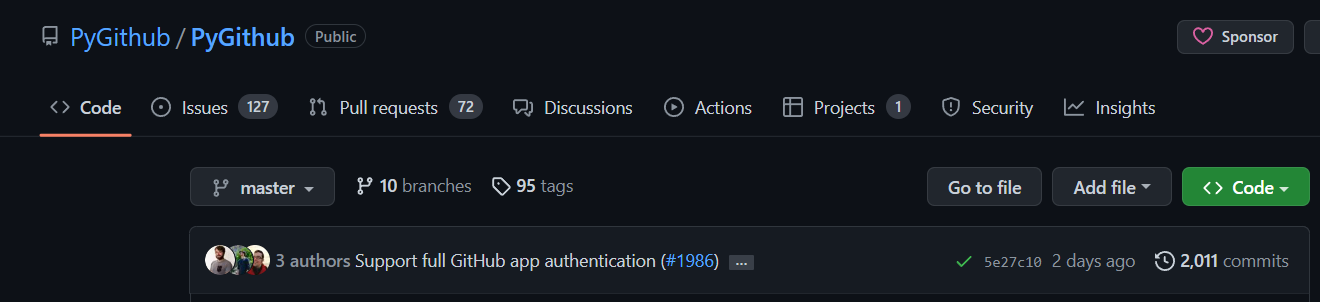 PyGithub / PyGithub Public Sponsor
Code Issues 127 Pull requests 72 Discussions Actions Projects 1 Security Insights
master 10 branches 95 tags Go to file Add file Code
3 authors Support full GitHub app authentication (#1986) ... 5e27c10 2 days ago 2,011 commits